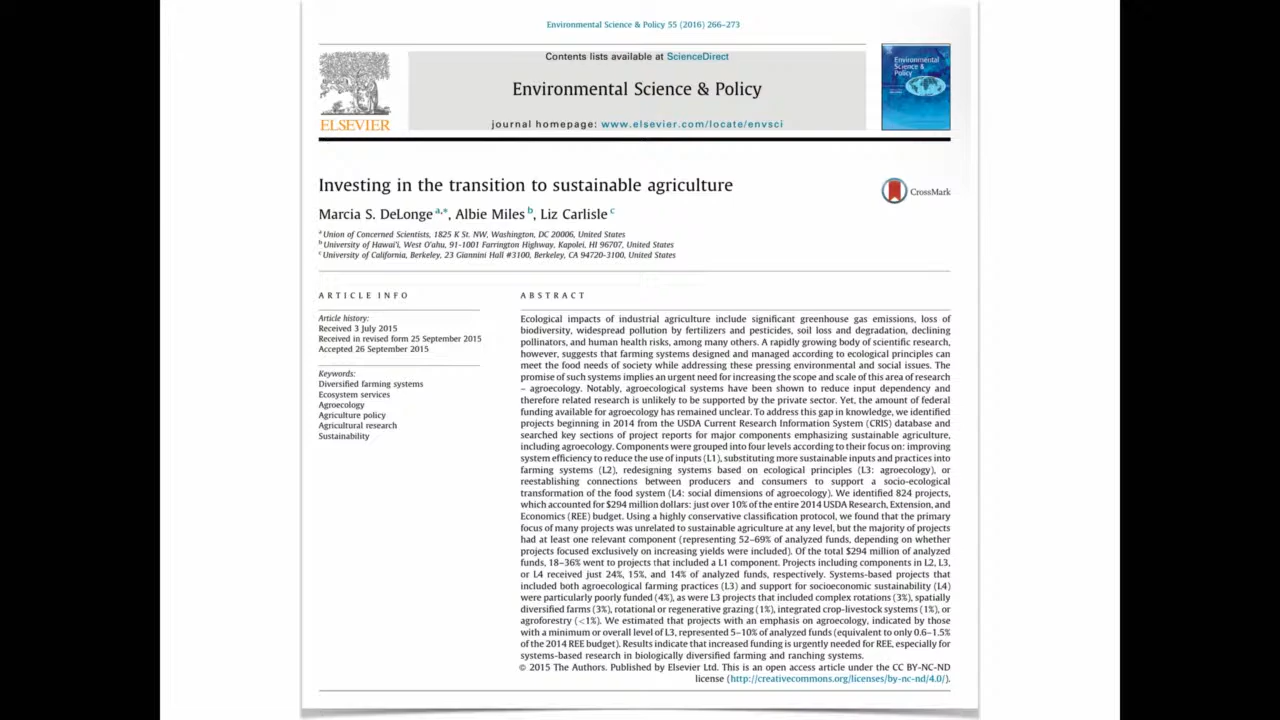 Environmental Science & Policy 55 (2016) 266–273
Contents lists available at ScienceDirect
Environmental Science & Policy
journal homepage: www.elsevier.com/locate/envsci
ELSEVIER
Environmental
Science &
Policy
Investing in the transition to sustainable agriculture
CrossMark
Marcia S. DeLonge a,*, Albie Miles b, Liz Carlisle c
a Union of Concerned Scientists, 1825 K St. NW, Washington, DC 20006, United States
b University of Hawai'i, West O'ahu, 91-1001 Farrington Highway, Kapolei, HI 96707, United States
c University of California, Berkeley, 23 Giannini Hall #3100, Berkeley, CA 94720-3100, United States
ARTICLE INFO
Article history:
Received 3 July 2015
Received in revised form 25 September 2015
Accepted 26 September 2015
Keywords:
Diversified farming systems
Ecosystem services
Agroecology
Agriculture policy
Agricultural research
Sustainability
ABSTRACT
Ecological impacts of industrial agriculture include significant greenhouse gas emissions, loss of
biodiversity, widespread pollution by fertilizers and pesticides, soil loss and degradation, declining
pollinators, and human health risks, among many others. A rapidly growing body of scientific research,
however, suggests that farming systems designed and managed according to ecological principles can
meet the food needs of society while addressing these pressing environmental and social issues. The
promise of such systems implies an urgent need for increasing the scope and scale of this area of research
– agroecology. Notably, agroecological systems have been shown to reduce input dependency and
therefore related research is unlikely to be supported by the private sector. Yet, the amount of federal
funding available for agroecology has remained unclear. To address this gap in knowledge, we identified
projects beginning in 2014 from the USDA Current Research Information System (CRIS) database and
searched key sections of project reports for major components emphasizing sustainable agriculture,
including agroecology. Components were grouped into four levels according to their focus on: improving
system efficiency to reduce the use of inputs (L1), substituting more sustainable inputs and practices into
farming systems (L2), redesigning systems based on ecological principles (L3: agroecology), or
reestablishing connections between producers and consumers to support a socio-ecological
transformation of the food system (L4: social dimensions of agroecology). We identified 824 projects,
which accounted for $294 million dollars: just over 10% of the entire 2014 USDA Research, Extension, and
Economics (REE) budget. Using a highly conservative classification protocol, we found that the primary
focus of many projects was unrelated to sustainable agriculture at any level, but the majority of projects
had at least one relevant component (representing 52–69% of analyzed funds, depending on whether
projects focused exclusively on increasing yields were included). Of the total $294 million of analyzed
funds, 18–36% went to projects that included a L1 component. Projects including components in L2, L3,
or L4 received just 24%, 15%, and 14% of analyzed funds, respectively. Systems-based projects that
included both agroecological farming practices (L3) and support for socioeconomic sustainability (L4)
were particularly poorly funded (4%), as were L3 projects that included complex rotations (3%), spatially
diversified farms (3%), rotational or regenerative grazing (1%), integrated crop-livestock systems (1%), or
agroforestry (<1%). We estimated that projects with an emphasis on agroecology, indicated by those
with a minimum or overall level of L3, represented 5–10% of analyzed funds (equivalent to only 0.6–1.5%
of the 2014 REE budget). Results indicate that increased funding is urgently needed for REE, especially for
systems-based research in biologically diversified farming and ranching systems.
© 2015 The Authors. Published by Elsevier Ltd. This is an open access article under the CC BY-NC-ND
license (http://creativecommons.org/licenses/by-nc-nd/4.0/).